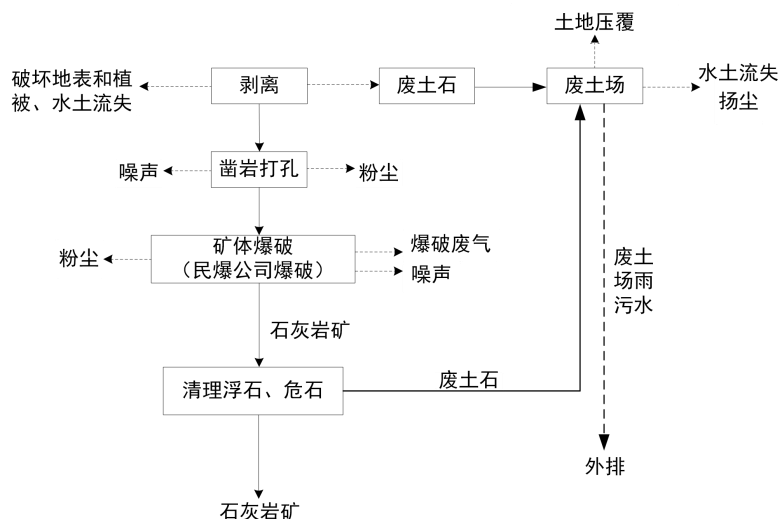 土地压覆
破坏地表和植
被、水土流失
剥离
废土石
废土场
水土流失
扬尘
噪声
凿岩打孔
粉尘
粉尘
矿体爆破
（民爆公司爆破）
爆破废气
噪声
废土
场雨
污水
石灰岩矿
清理浮石、危石
废土石
外排
石灰岩矿